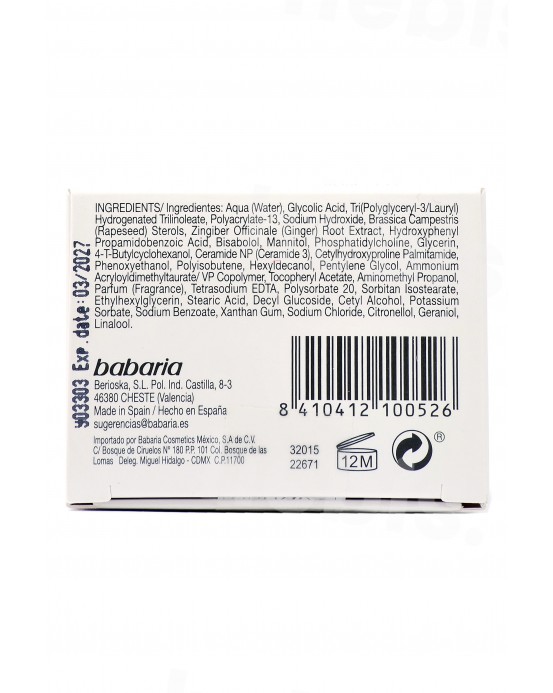 INGREDIENTS/ Ingredientes: Aqua (Water), Glycolic Acid, Tri(Polyglyceryl-3/Lauryl)
Hydrogenated Trilinoleate, Polyacrylate-13, Sodium Hydroxide, Brassica Campestris
(Rapeseed) Sterols, Zingiber Officinale (Ginger) Root Extract, Hydroxyphenyl
Propamidobenzoic Acid, Bisabolol, Mannitol, Phosphatidylcholine, Glycerin,
4-T-Butylcyclohexanol, Ceramide NP (Ceramide 3), Cetylhydroxyproline Palmitamide,
Phenoxyethanol, Polyisobutene, Hexyldecanol, Pentylene Glycol, Ammonium
Acryloyldimethyltaurate/ VP Copolymer, Tocopheryl Acetate, Aminomethyl Propanol,
Parfum (Fragrance), Tetrasodium EDTA, Polysorbate 20, Sorbitan Isostearate,
Ethylhexylglycerin, Stearic Acid, Decyl Glucoside, Cetyl Alcohol, Potassium
Sorbate, Sodium Benzoate, Xanthan Gum, Sodium Chloride, Citronellol, Geraniol,
Linalool.
903303 Exp.date:03/2027
babaria
Berioska, S.L. Pol. Ind. Castilla, 8-3
46380 CHESTE (Valencia)
Made in Spain / Hecho en España
sugerencias@babaria.es
Importado por Babaria Cosmetics México, S.A de C.V.
C/ Bosque de Ciruelos N° 180 P.P. 101 Col. Bosque de las
Lomas Deleg. Miguel Hidalgo - CDMX C.P.11700
8 410412 100526
32015
22671
12M
®